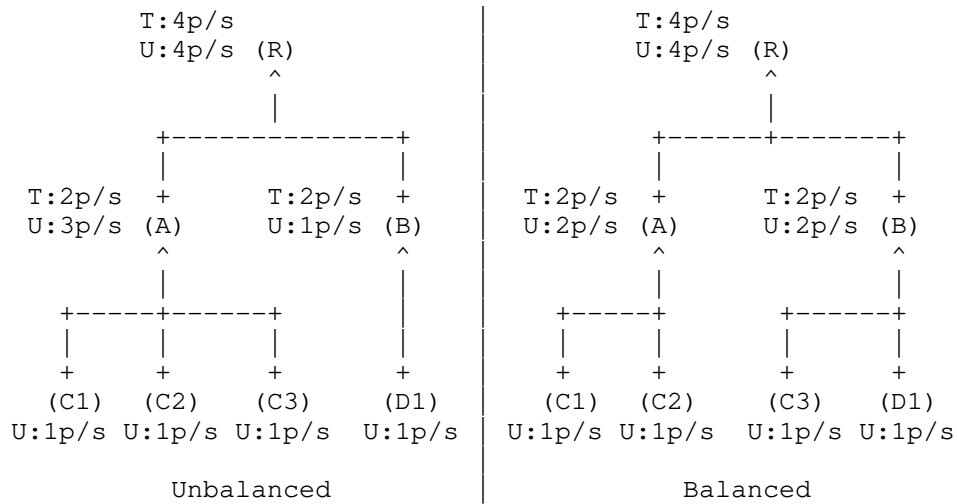 T:4p/s T:4p/s
U:4p/s (R) U:4p/s (R)
T:2p/s T:2p/s T:2p/s T:2p/s
U:3p/s (A) U:1p/s (B) U:2p/s (A) U:2p/s (B)
(C1) (C2) (C3) (D1) (C1) (C2) (C3) (D1)
U:1p/s U:1p/s U:1p/s U:1p/s U:1p/s U:1p/s U:1p/s U:1p/s
Unbalanced Balanced